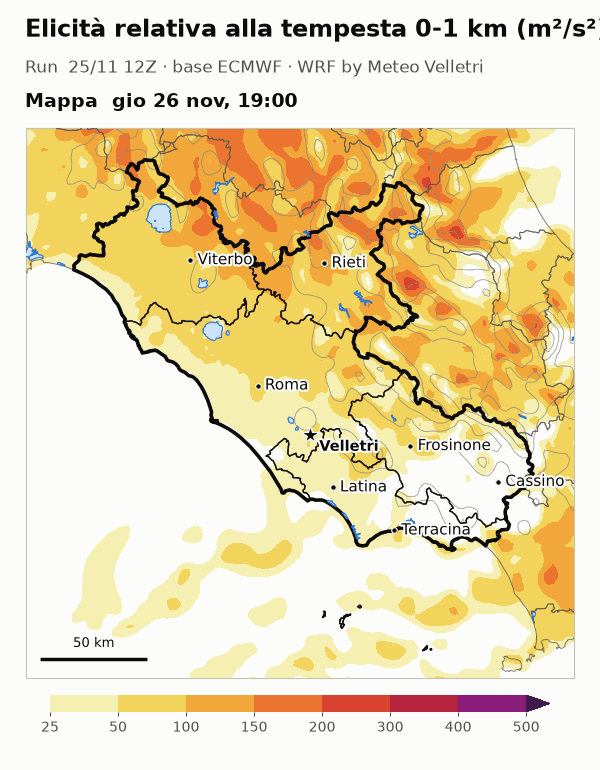 Elicità relativa alla tempesta 0-1 km (m²/s²)
Run 25/11 12Z · base ECMWF · WRF by Meteo Velletri
Mappa gio 26 nov, 19:00
Viterbo
Rieti
Roma
Velletri
Frosinone
Latina
Cassino
Terracina
50 km
25 50 100 150 200 300 400 500